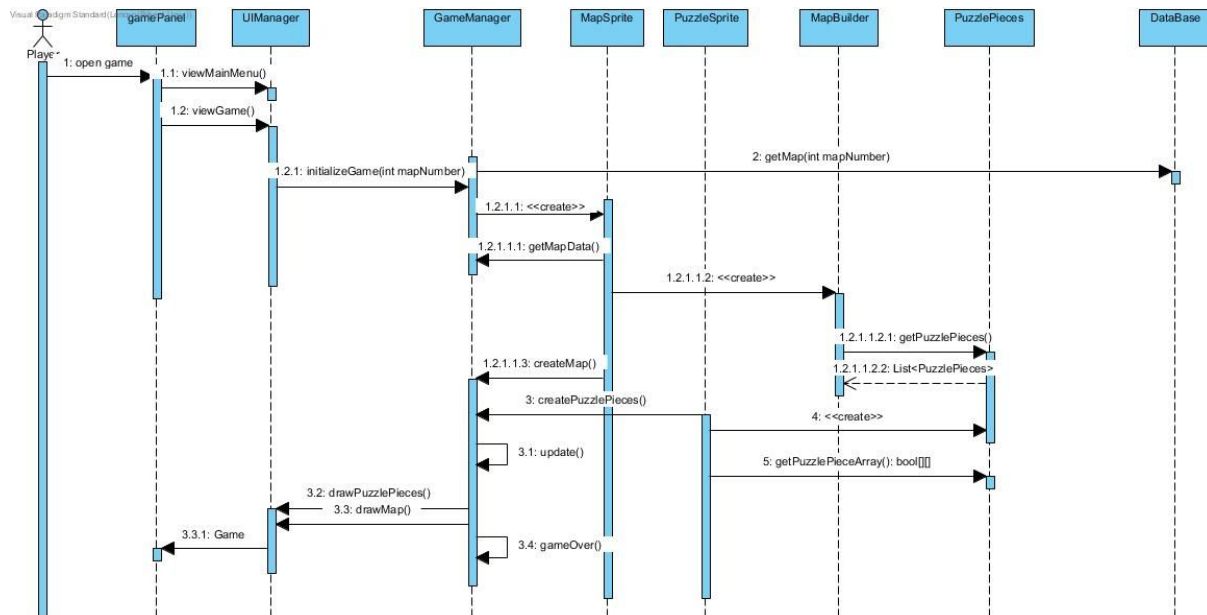 Visual Paradigm Standard(
gamePanel
UIManager
GameManager
MapSprite
PuzzleSprite
MapBuilder
PuzzlePieces
DataBase
Player
1: open game
1.1: viewMainMenu()
1.2: viewGame()
2: getMap(int mapNumber)
1.2.1: initializeGame(int mapNumber)
1.2.1.1: <<create>>
1.2.1.1.1: getMapData()
1.2.1.1.2: <<create>>
1.2.1.1.2.1: getPuzzlePieces()
1.2.1.1.3: createMap()
1.2.1.1.2.2: List<PuzzlePieces>
3: createPuzzlePieces()
4: <<create>>
3.1: update()
5: getPuzzlePieceArray(): bool[][]
3.2: drawPuzzlePieces()
3.3: drawMap()
3.3.1: Game
3.4: gameOver()